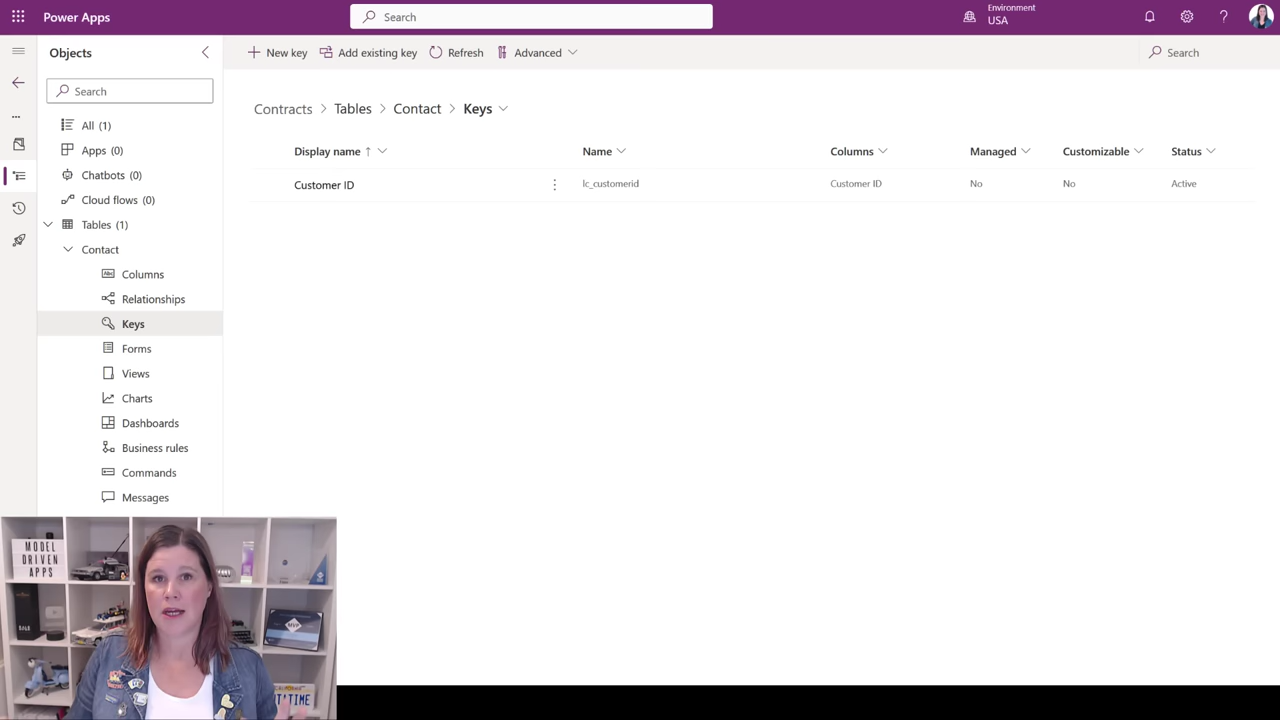 Power Apps
Search
Environment
USA
Objects
New key
Add existing key
Refresh
Advanced
Search
Search
Contracts > Tables > Contact > Keys
All (1)
Apps (0)
Chatbots (0)
Cloud flows (0)
Tables (1)
Contact
Columns
Relationships
Keys
Forms
Views
Charts
Dashboards
Business rules
Commands
Messages
Display name ↑ Name Columns Managed Customizable Status
Customer ID lc_customerid Customer ID No No Active
MODEL
DRIVEN
APPS
MVP